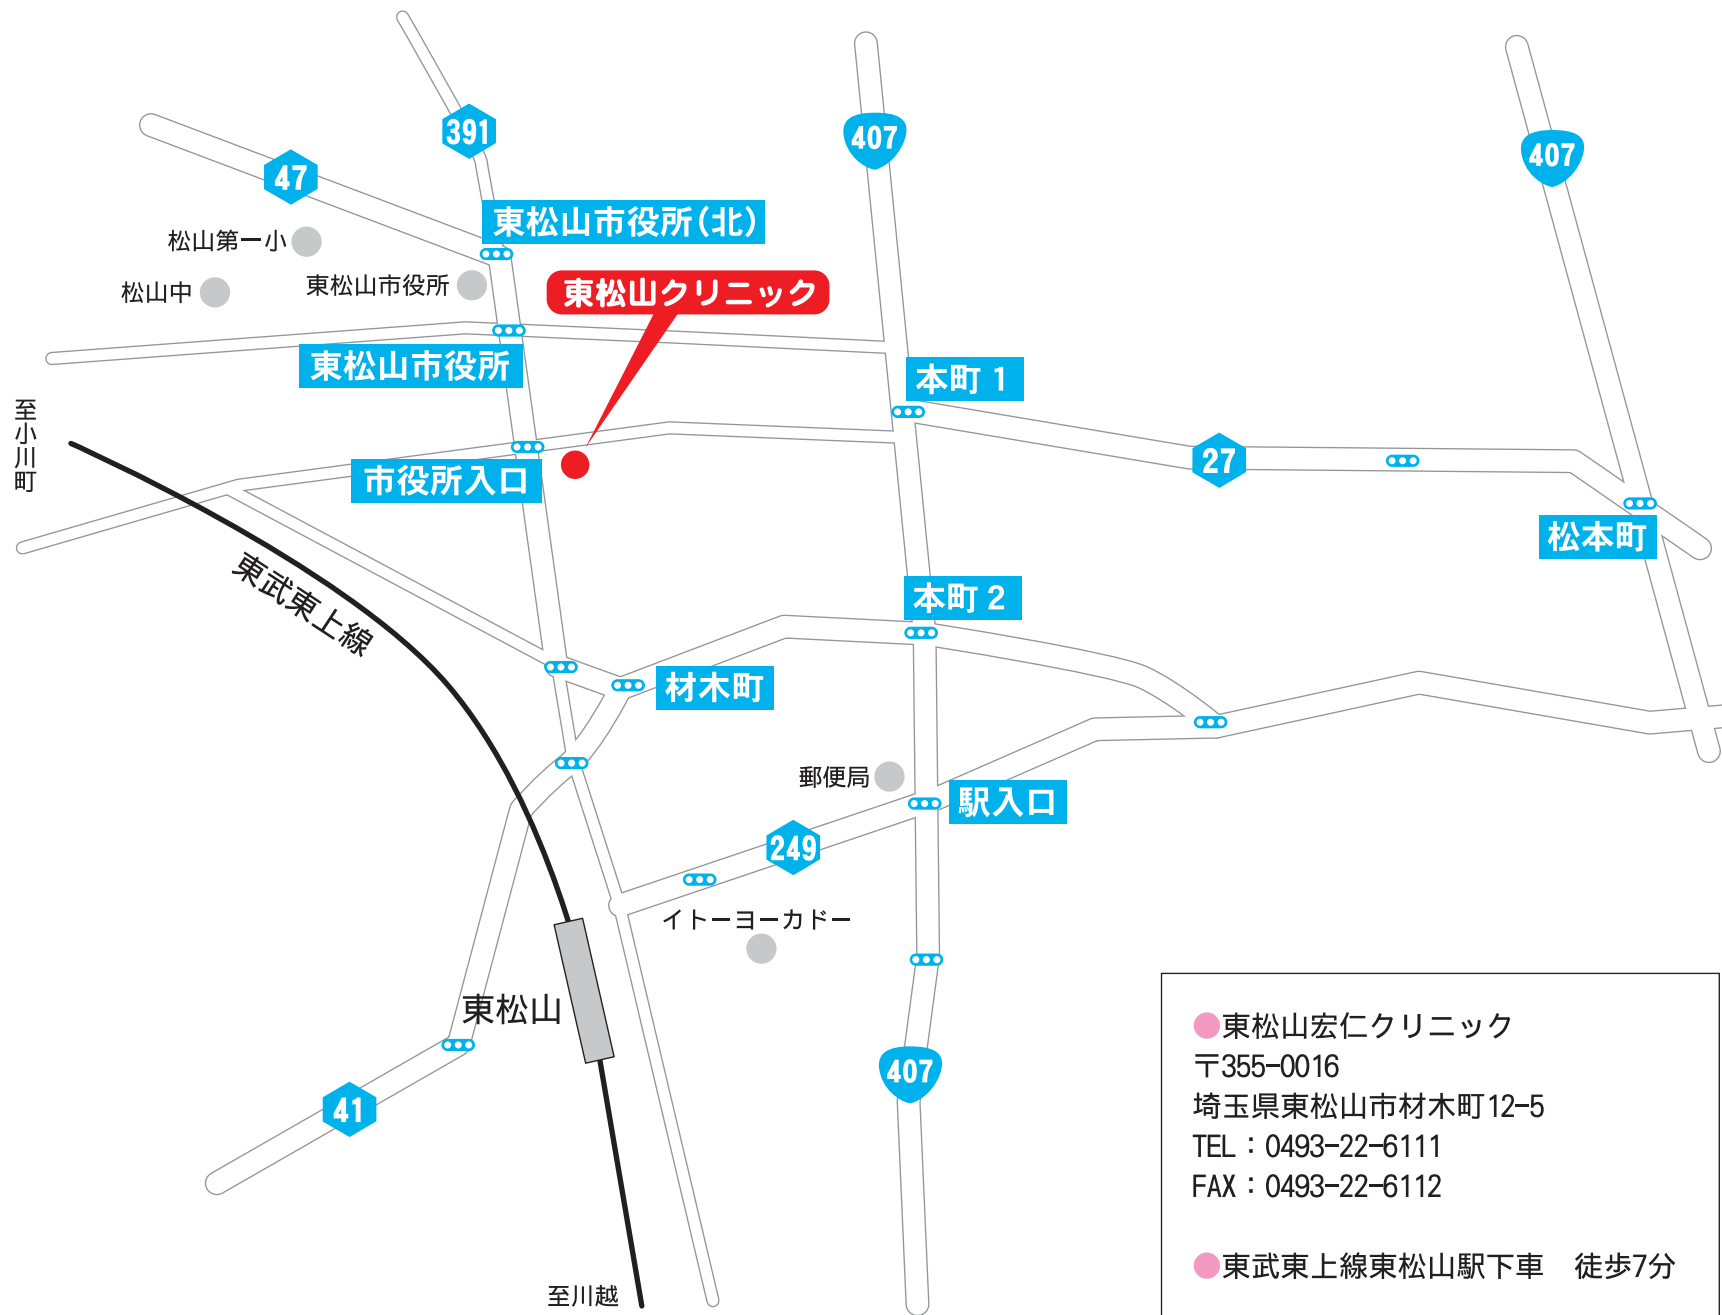 391
407
407
47
東松山市役所(北)
松山第一小
東松山市役所
松山中
東松山クリニック
東松山市役所
本町 1
至小川町
27
市役所入口
松本町
東武東上線
本町 2
材木町
郵便局
駅入口
249
イトーヨーカドー
東松山
407
41
至川越
●東松山宏仁クリニック
〒355-0016
埼玉県東松山市材木町12-5
TEL：0493-22-6111
FAX：0493-22-6112
●東武東上線東松山駅下車　徒歩7分